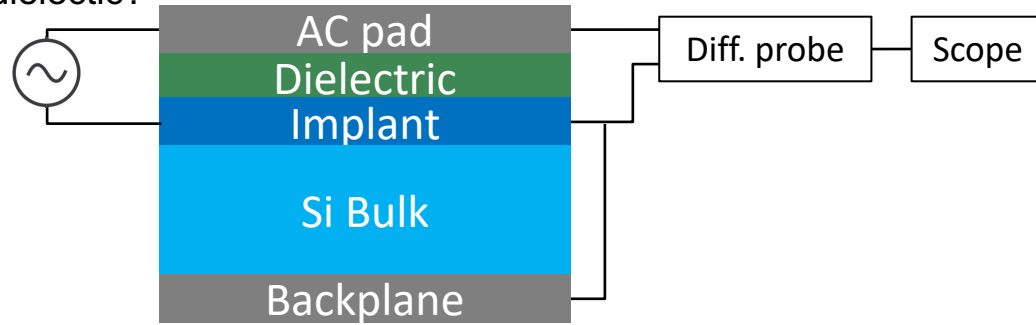 AC pad
Dielectric
Implant
Si Bulk
Backplane
Diff. probe
Scope